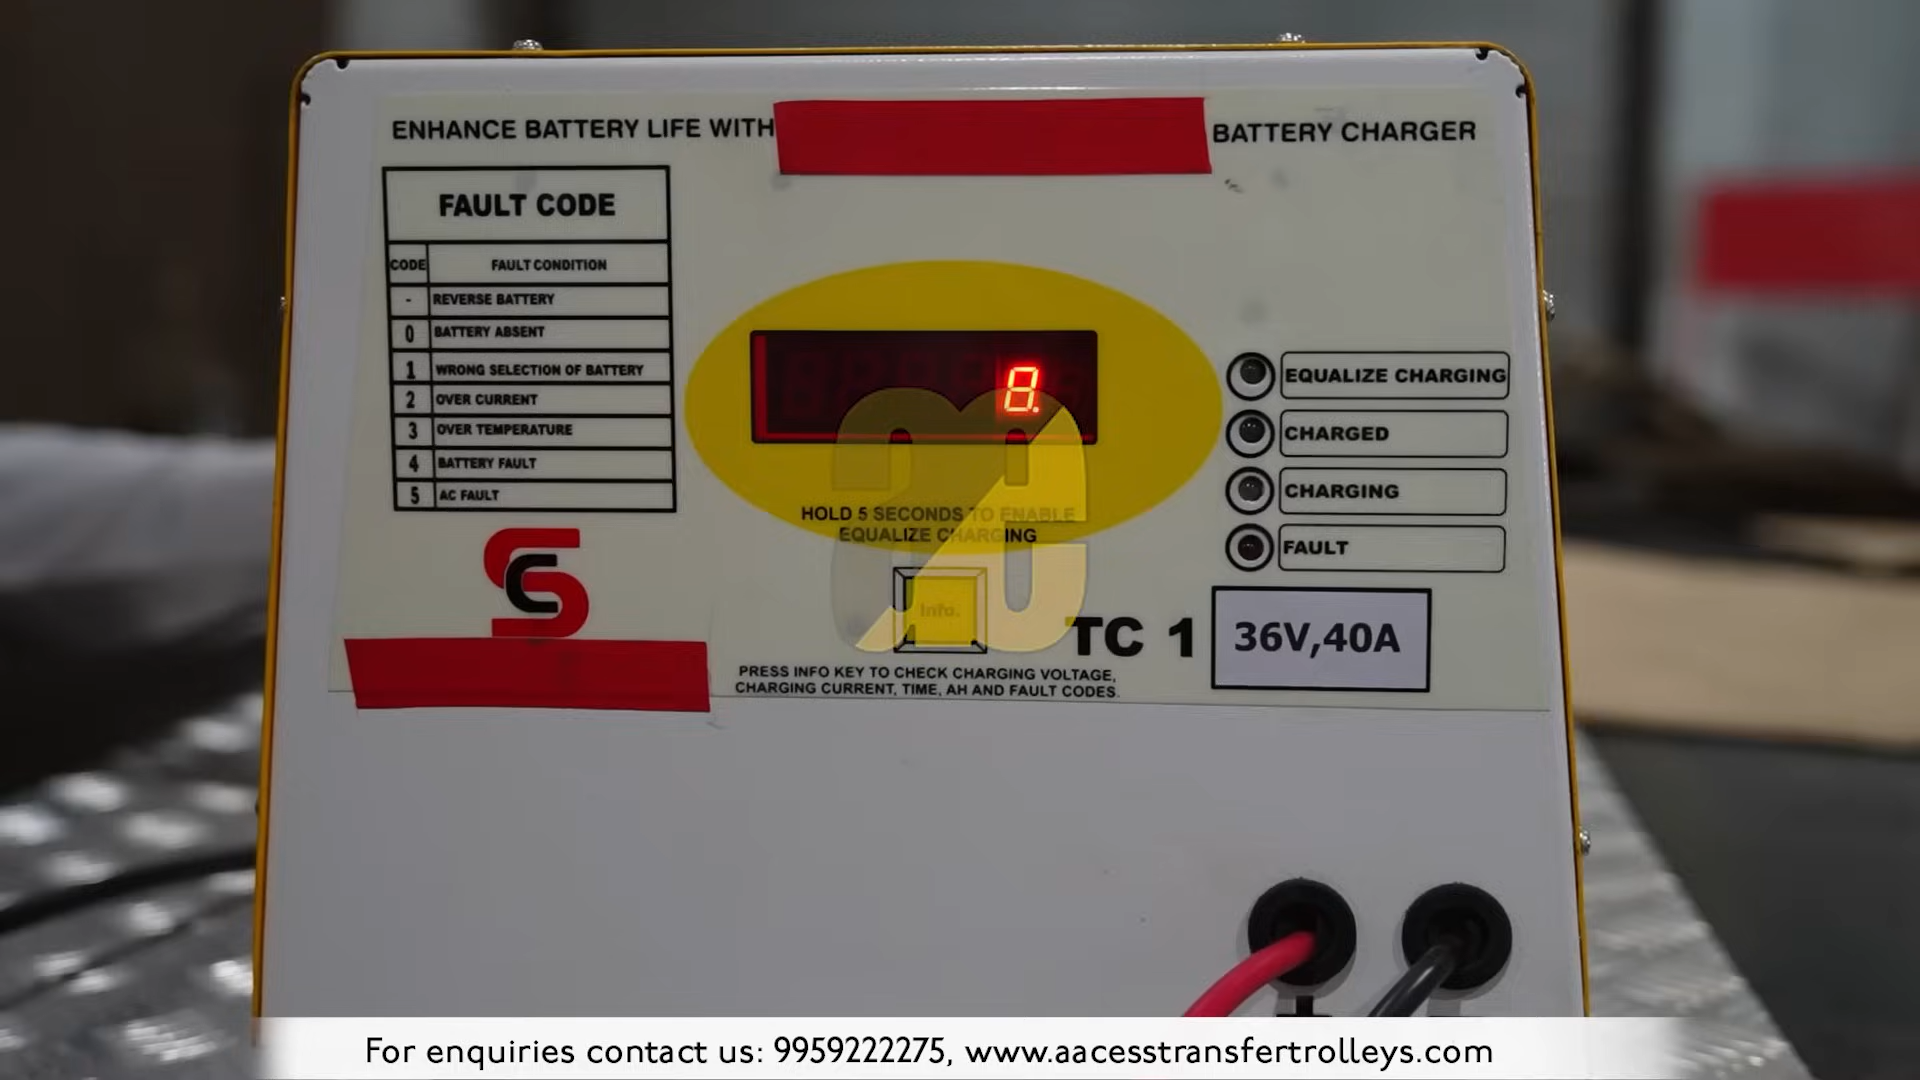 ENHANCE BATTERY LIFE WITH
BATTERY CHARGER
FAULT CODE
CODE FAULT CONDITION
- REVERSE BATTERY
0 BATTERY ABSENT
1 WRONG SELECTION OF BATTERY
2 OVER CURRENT
3 OVER TEMPERATURE
4 BATTERY FAULT
5 AC FAULT
8.
HOLD 5 SECONDS TO ENABLE
EQUALIZE CHARGING
Info.
PRESS INFO KEY TO CHECK CHARGING VOLTAGE,
CHARGING CURRENT, TIME, AH AND FAULT CODES.
EQUALIZE CHARGING
CHARGED
CHARGING
FAULT
TC 1 36V,40A
For enquiries contact us: 9959222275, www.aacesstransfertrolleys.com